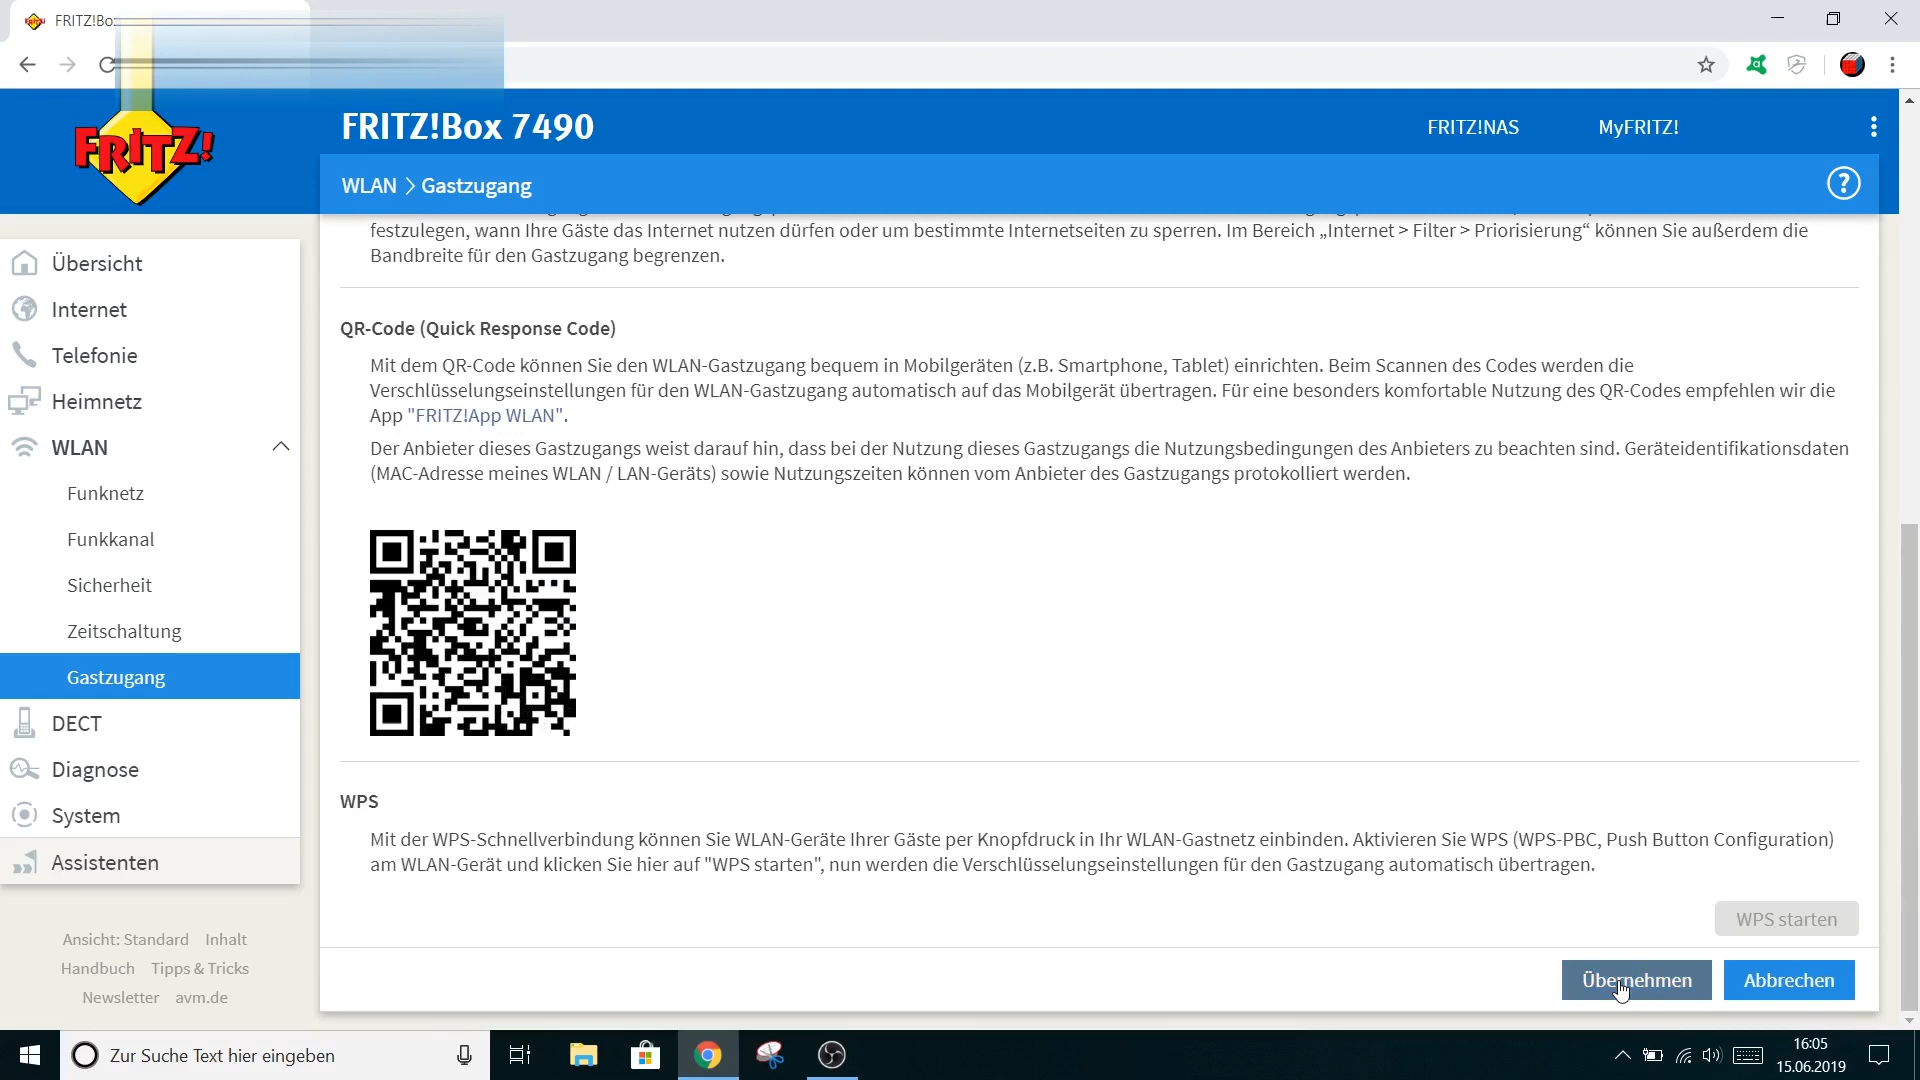 FRITZ!Bo
FRITZ!
FRITZ!Box 7490
FRITZ!NAS
MyFRITZ!
WLAN > Gastzugang
?
Übersicht
Internet
Telefonie
Heimnetz
WLAN
Funknetz
Funkkanal
Sicherheit
Zeitschaltung
Gastzugang
DECT
Diagnose
System
Assistenten
Ansicht: Standard Inhalt
Handbuch Tipps & Tricks
Newsletter avm.de
festzulegen, wann Ihre Gäste das Internet nutzen dürfen oder um bestimmte Internetseiten zu sperren. Im Bereich „Internet > Filter > Priorisierung“ können Sie außerdem die
Bandbreite für den Gastzugang begrenzen.
QR-Code (Quick Response Code)
Mit dem QR-Code können Sie den WLAN-Gastzugang bequem in Mobilgeräten (z.B. Smartphone, Tablet) einrichten. Beim Scannen des Codes werden die
Verschlüsselungseinstellungen für den WLAN-Gastzugang automatisch auf das Mobilgerät übertragen. Für eine besonders komfortable Nutzung des QR-Codes empfehlen wir die
App "FRITZ!App WLAN".
Der Anbieter dieses Gastzugangs weist darauf hin, dass bei der Nutzung dieses Gastzugangs die Nutzungsbedingungen des Anbieters zu beachten sind. Geräteidentifikationsdaten
(MAC-Adresse meines WLAN / LAN-Geräts) sowie Nutzungszeiten können vom Anbieter des Gastzugangs protokolliert werden.
WPS
Mit der WPS-Schnellverbindung können Sie WLAN-Geräte Ihrer Gäste per Knopfdruck in Ihr WLAN-Gastnetz einbinden. Aktivieren Sie WPS (WPS-PBC, Push Button Configuration)
am WLAN-Gerät und klicken Sie hier auf "WPS starten", nun werden die Verschlüsselungseinstellungen für den Gastzugang automatisch übertragen.
WPS starten
Übernehmen
Abbrechen
Zur Suche Text hier eingeben
16:05
15.06.2019